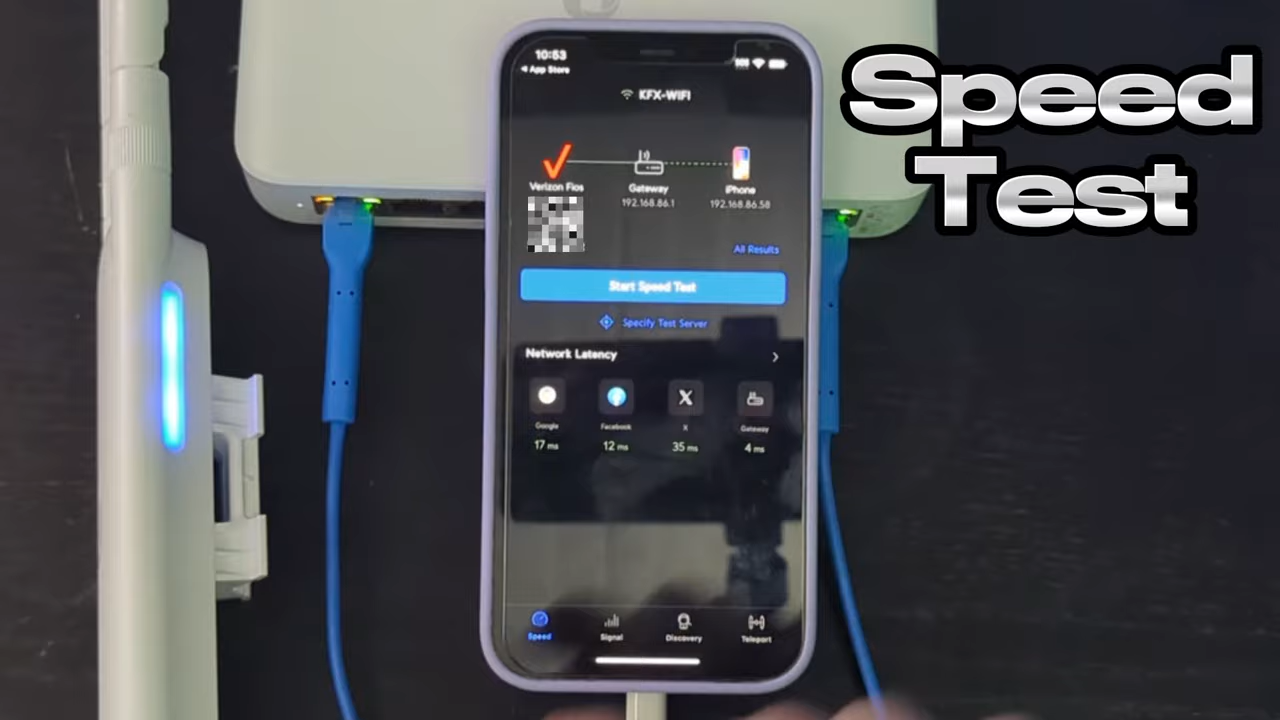 Speed
Test
10:53
App Store
KFX-WIFI
Verizon Fios
Gateway
iPhone
192.168.86.1
192.168.86.58
All Results
Start Speed Test
Specify Test Server
Network Latency
Google
Facebook
X
Gateway
17 ms
12 ms
35 ms
4 ms
Speed
Signal
Discovery
Teleport